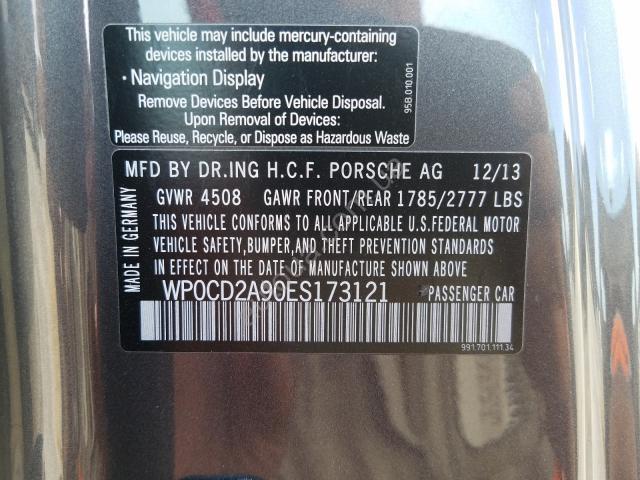 This vehicle may include mercury-containing
devices installed by the manufacturer:
• Navigation Display
Remove Devices Before Vehicle Disposal.
Upon Removal of Devices:
Please Reuse, Recycle, or Dispose as Hazardous Waste
95B.010.001
MFD BY DR.ING H.C.F. PORSCHE AG 12/13
GVWR 4508 GAWR FRONT/REAR 1785/2777 LBS
THIS VEHICLE CONFORMS TO ALL APPLICABLE U.S.FEDERAL MOTOR
VEHICLE SAFETY,BUMPER,AND THEFT PREVENTION STANDARDS
IN EFFECT ON THE DATE OF MANUFACTURE SHOWN ABOVE
WP0CD2A90ES173121 PASSENGER CAR
MADE IN GERMANY
991.701.111.34